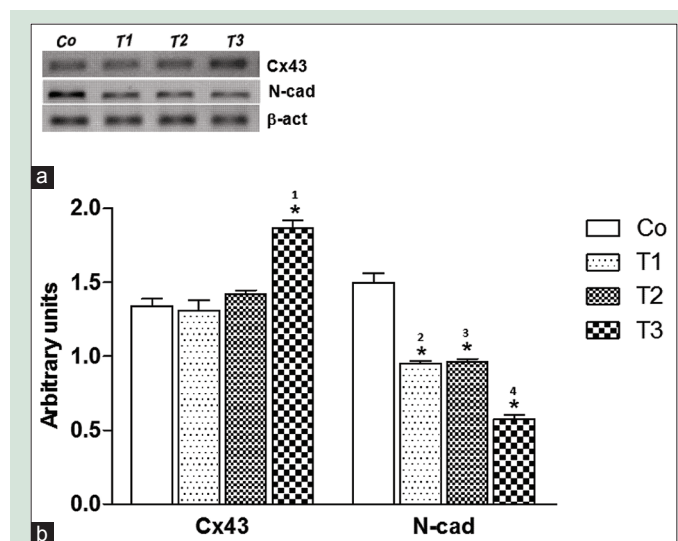 Co T1 T2 T3
Cx43
N-cad
β-act
a
2.0
1.5
1.0
0.5
0.0
Arbitrary units
1
*
2
*
3
*
4
*
Cx43 N-cad
Co
T1
T2
T3
b